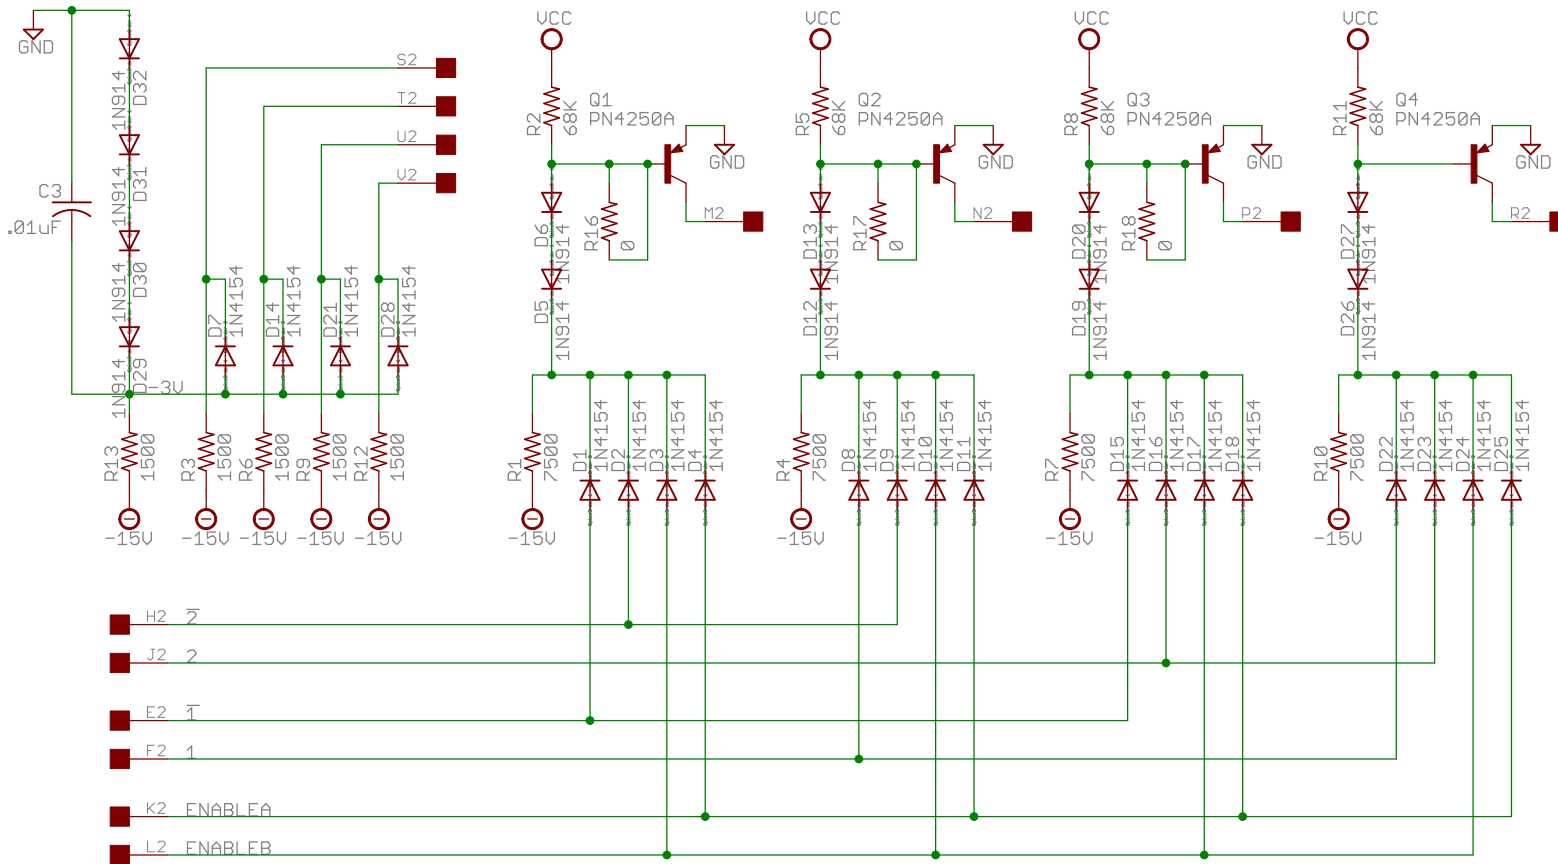 GND
D32
1N914
D31
1N914
D30
1N914
D29
1N914
C3
.01uF
-3V
S2
T2
U2
V2
D7
1N4154
D14
1N4154
D21
1N4154
D28
1N4154
R13
1500
R3
1500
R6
1500
R9
1500
R12
1500
-15V
-15V
-15V
-15V
-15V
VCC
R2
68K
Q1
PN4250A
GND
M2
R16
0
D6
1N914
D5
1N914
R1
7500
-15V
D1
1N4154
D2
1N4154
D3
1N4154
D4
1N4154
VCC
R5
68K
Q2
PN4250A
GND
N2
R17
0
D13
1N914
D12
1N914
R4
7500
-15V
D8
1N4154
D9
1N4154
D10
1N4154
D11
1N4154
VCC
R8
68K
Q3
PN4250A
GND
P2
R18
0
D20
1N914
D19
1N914
R7
7500
-15V
D15
1N4154
D16
1N4154
D17
1N4154
D18
1N4154
VCC
R11
68K
Q4
PN4250A
GND
R2
D27
1N914
D26
1N914
R10
7500
-15V
D22
1N4154
D23
1N4154
D24
1N4154
D25
1N4154
H2 2̅
J2 2
E2 1̅
F2 1
K2 ENABLEA
L2 ENABLEB